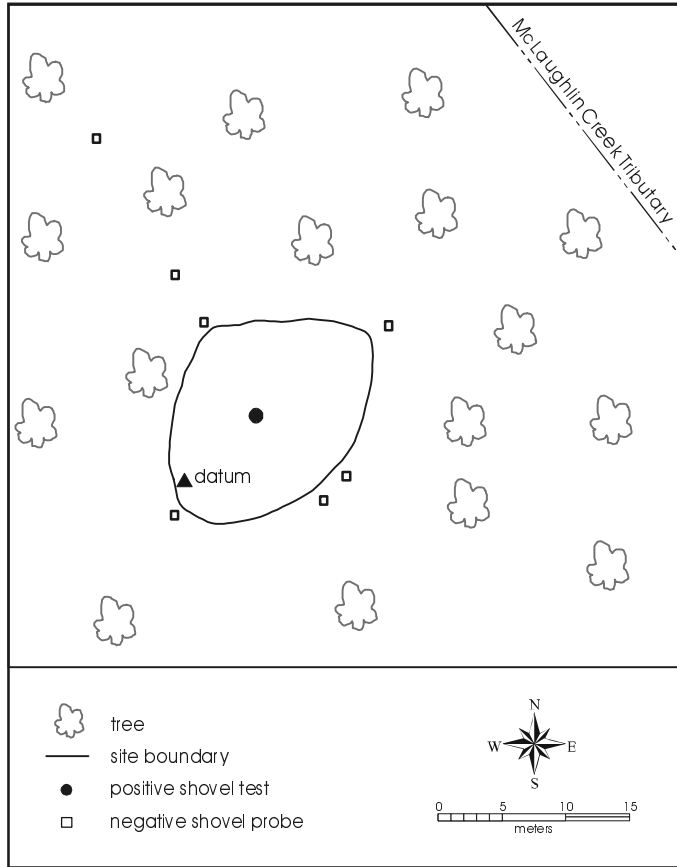 McLaughlin Creek Tributary
datum
tree
site boundary
positive shovel test
negative shovel probe
N
W E
S
0 5 10 15
meters